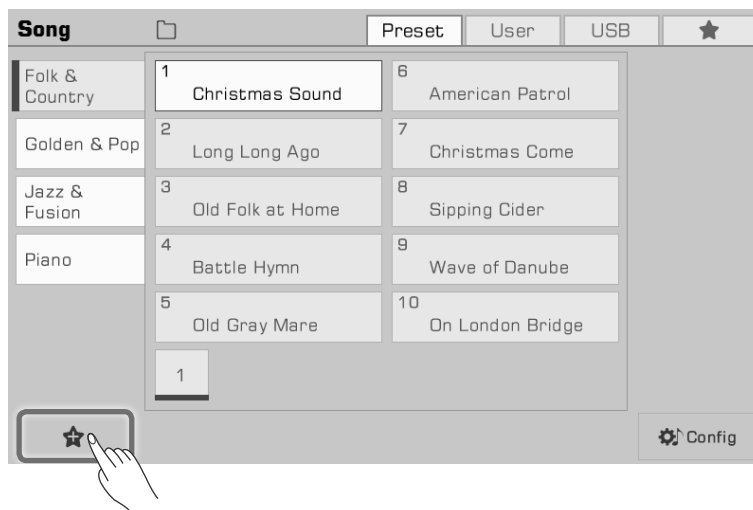 Song
Preset
User
USB
Folk &
Country
Golden & Pop
Jazz &
Fusion
Piano
1
Christmas Sound
2
Long Long Ago
3
Old Folk at Home
4
Battle Hymn
5
Old Gray Mare
6
American Patrol
7
Christmas Come
8
Sipping Cider
9
Wave of Danube
10
On London Bridge
1
Config